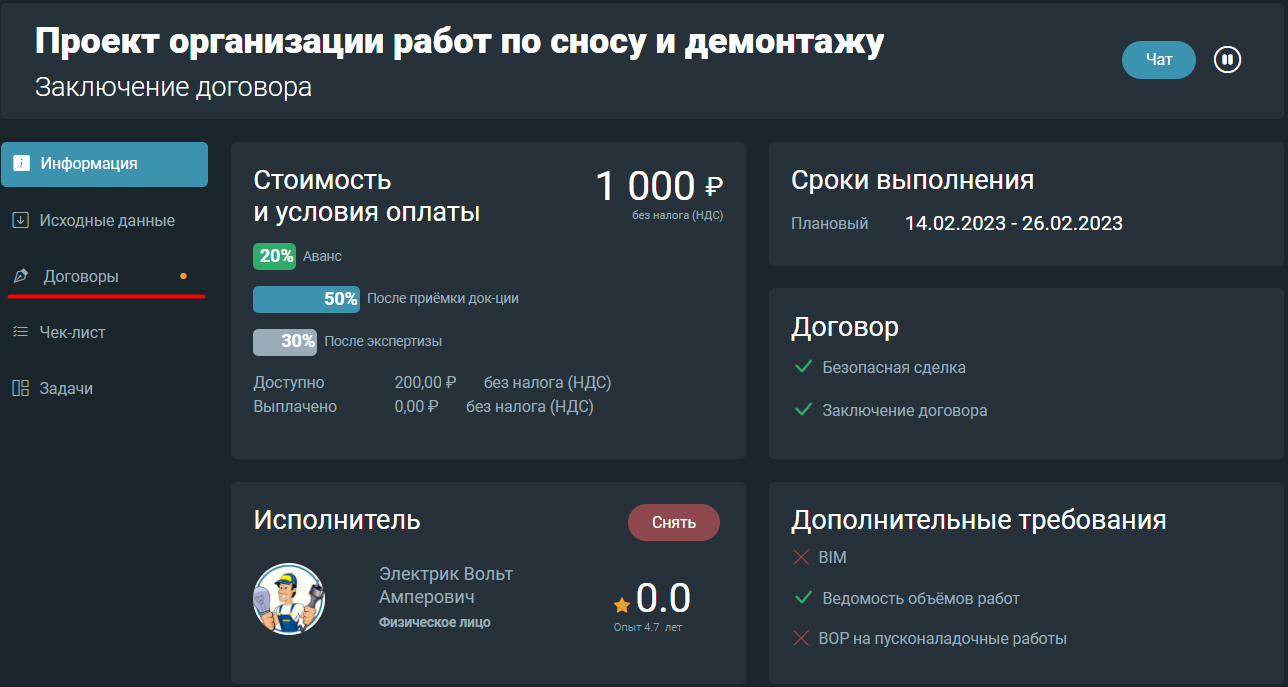 Проект организации работ по сносу и демонтажу
Заключение договора
Чат
Информация
Исходные данные
Договоры
Чек-лист
Задачи
Стоимость
и условия оплаты
1 000 ₽
без налога (НДС)
20% Аванс
50% После приёмки док-ции
30% После экспертизы
Доступно 200,00 ₽ без налога (НДС)
Выплачено 0,00 ₽ без налога (НДС)
Сроки выполнения
Плановый 14.02.2023 - 26.02.2023
Договор
Безопасная сделка
Заключение договора
Исполнитель
Снять
Электрик Вольт
Амперович
Физическое лицо
0.0
Опыт 4.7 лет
Дополнительные требования
BIM
Ведомость объёмов работ
ВОР на пусконаладочные работы